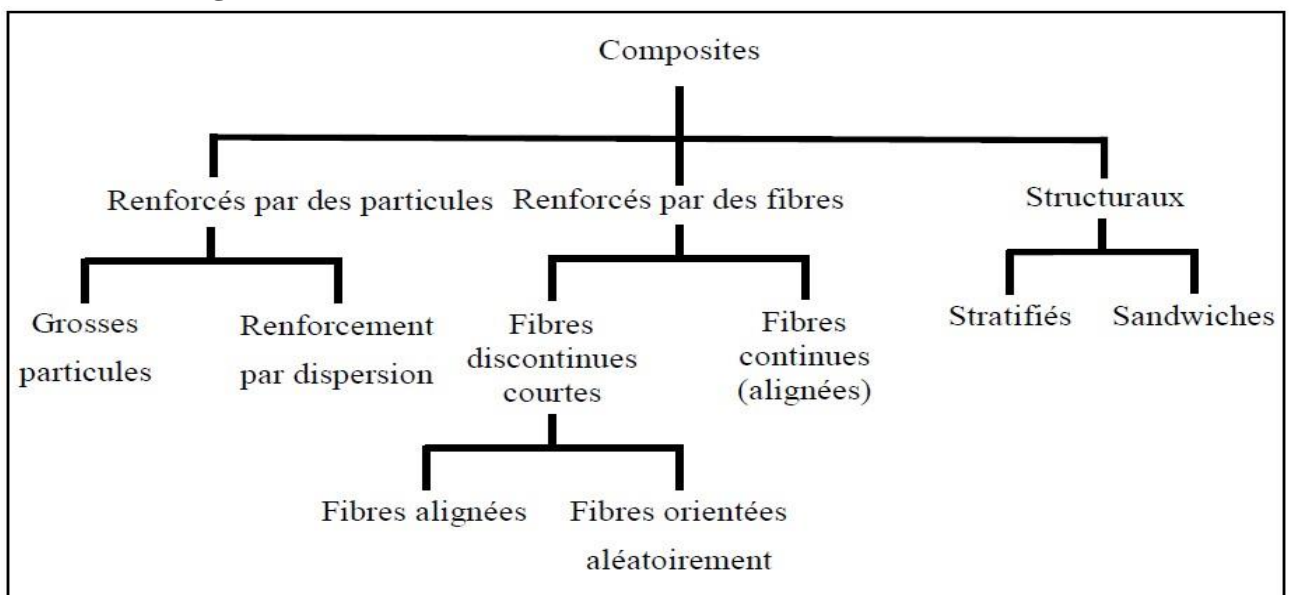 Composites
Renforcés par des particules
Renforcés par des fibres
Structuraux
Grosses
particules
Renforcement
par dispersion
Fibres
discontinues
courtes
Fibres
continues
(alignées)
Stratifiés
Sandwiches
Fibres alignées
Fibres orientées
aléatoirement